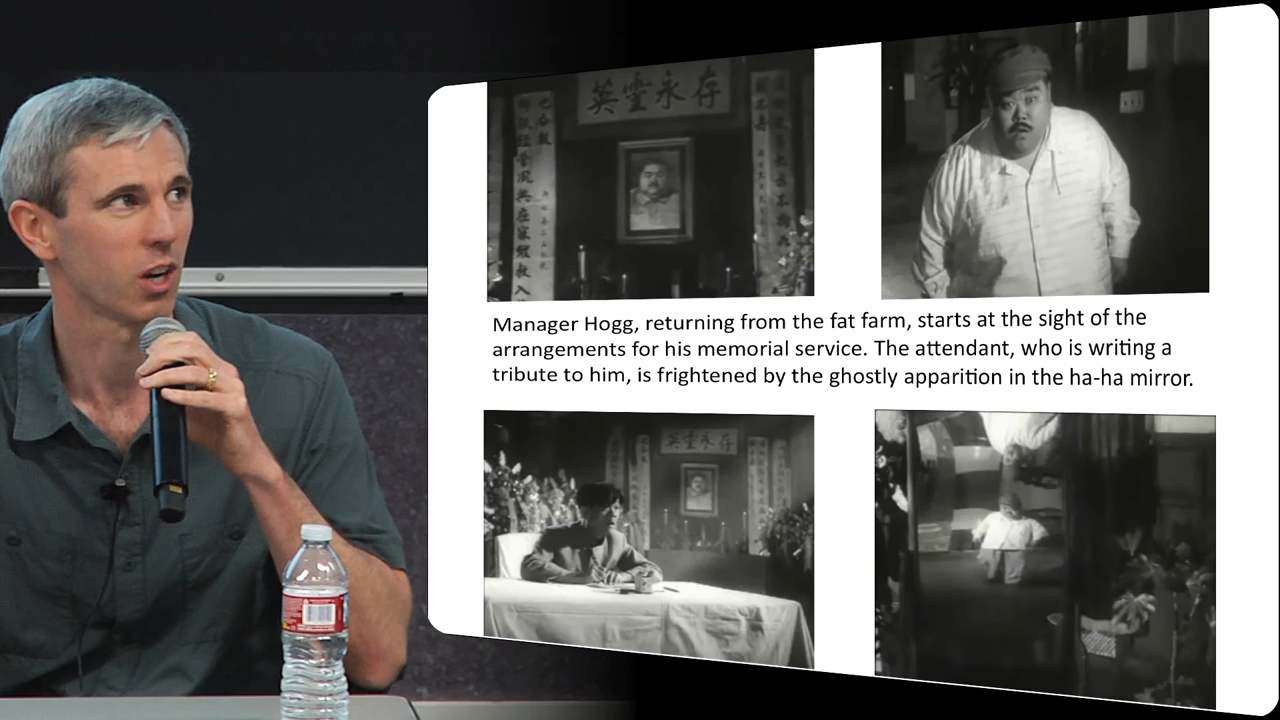 英靈永存
Manager Hogg, returning from the fat farm, starts at the sight of the
arrangements for his memorial service. The attendant, who is writing a
tribute to him, is frightened by the ghostly apparition in the ha-ha mirror.
英靈永存